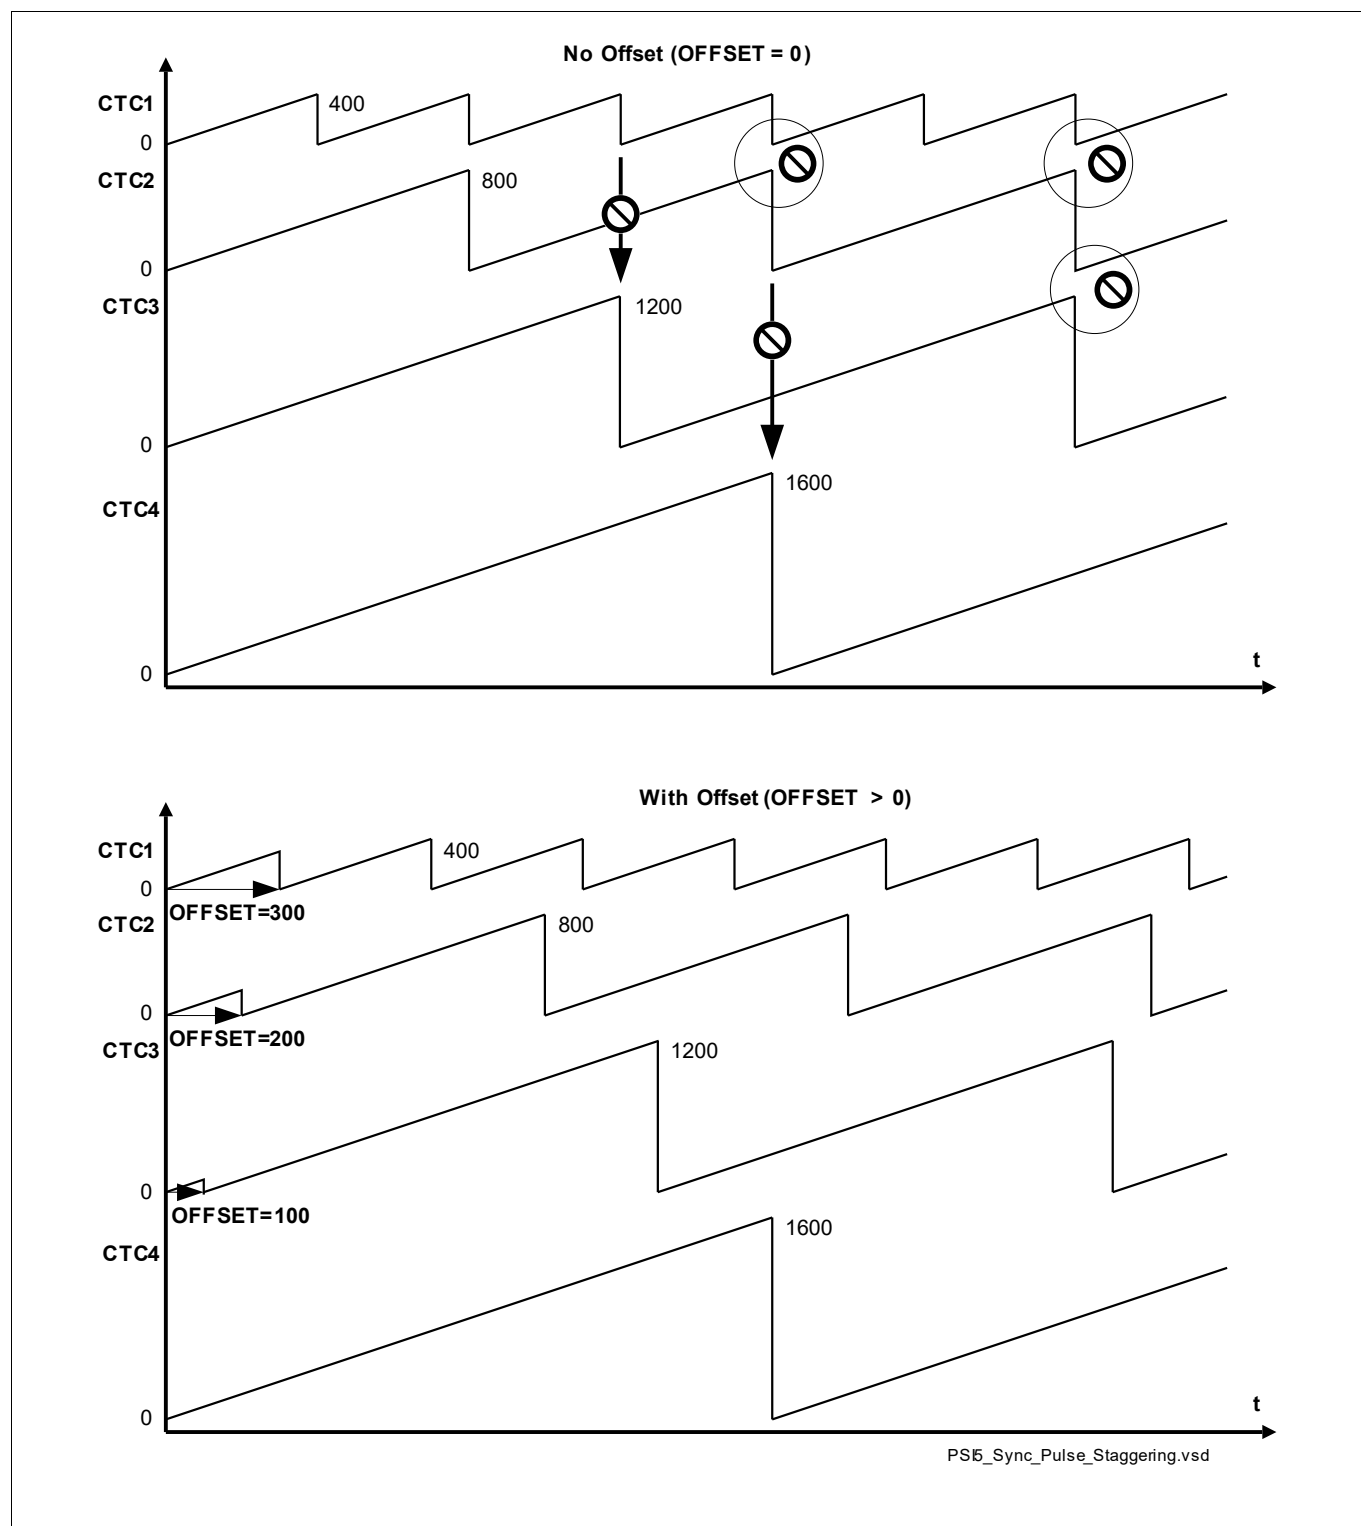 No Offset (OFFSET = 0)
CTC1
400
0
CTC2
800
0
CTC3
1200
0
1600
CTC4
0
t
With Offset (OFFSET > 0)
CTC1
400
0
OFFSET=300
CTC2
800
0
OFFSET=200
CTC3
1200
0
OFFSET=100
1600
CTC4
0
t
PSI5_Sync_Pulse_Staggering.vsd